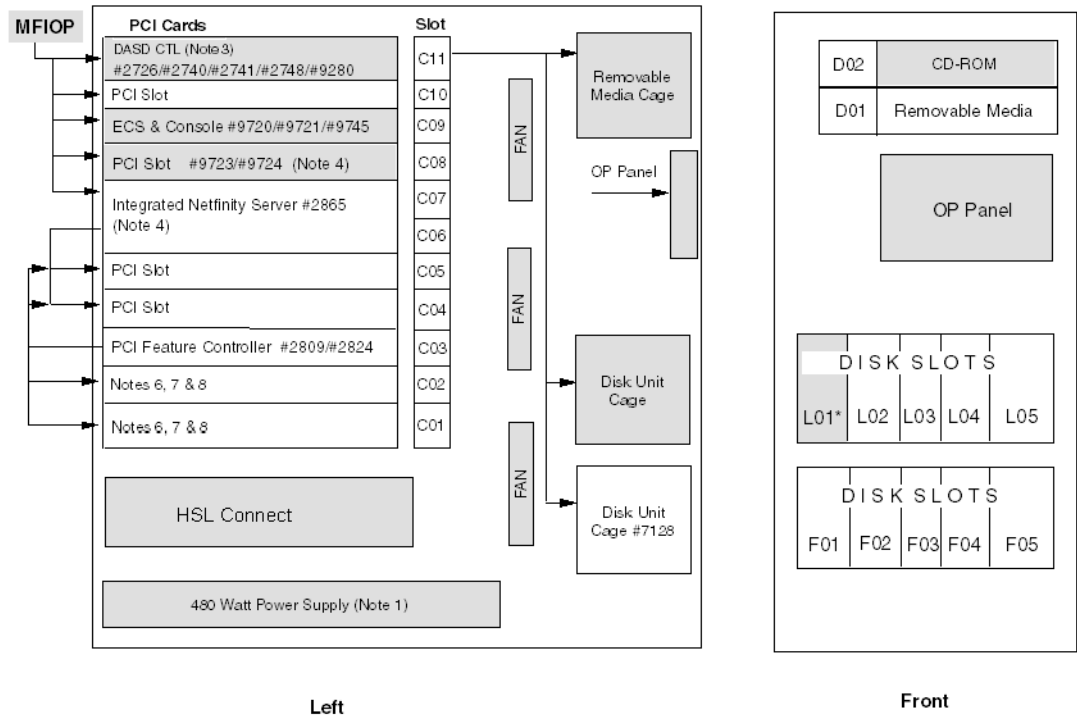 MFIOP
PCI Cards
Slot
DASD CTL (Note 3)
#2726/#2740/#2741/#2748/#9280
C11
PCI Slot
C10
ECS & Console #9720/#9721/#9745
C09
PCI Slot #9723/#9724 (Note 4)
C08
Integrated Netfinity Server #2865
(Note 4)
C07
C06
PCI Slot
C05
PCI Slot
C04
PCI Feature Controller #2809/#2824
C03
Notes 6, 7 & 8
C02
Notes 6, 7 & 8
C01
FAN
FAN
FAN
Removable
Media Cage
OP Panel
Disk Unit
Cage
Disk Unit
Cage #7128
HSL Connect
480 Watt Power Supply (Note 1)
Left
D02 CD-ROM
D01 Removable Media
OP Panel
DISK SLOTS
L01* L02 L03 L04 L05
DISK SLOTS
F01 F02 F03 F04 F05
Front